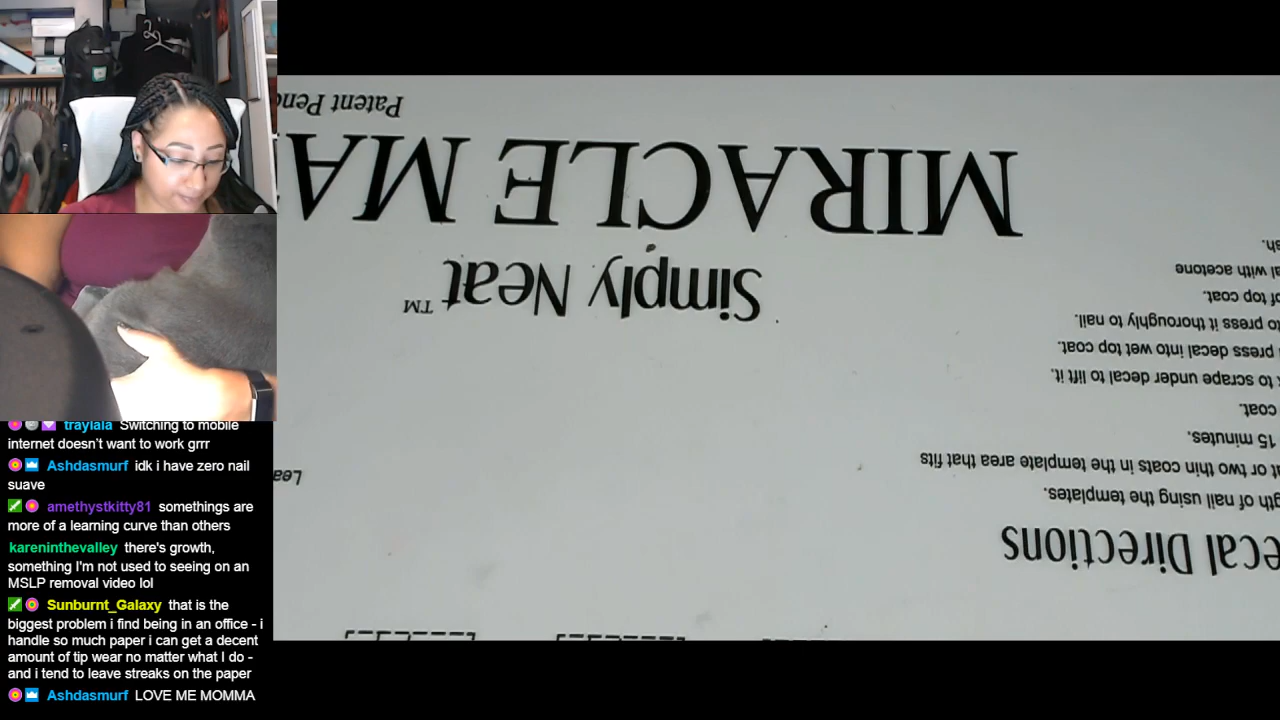 Patent Pend
MIRACLE MA
Simply Neat™
Lea
ecal Directions
gth of nail using the templates.
at or two thin coats in the template area that fits
15 minutes.
coat.
to scrape under decal to lift it.
press decal into wet top coat.
to press it thoroughly to nail.
of top coat.
al with acetone
sh.
traylala Switching to mobile
internet doesn't want to work grrr
Ashdasmurf idk i have zero nail
suave
amethystkitty81 somethings are
more of a learning curve than others
kareninthevalley there's growth,
something I'm not used to seeing on an
MSLP removal video lol
Sunburnt_Galaxy that is the
biggest problem i find being in an office - i
handle so much paper i can get a decent
amount of tip wear no matter what I do -
and i tend to leave streaks on the paper
Ashdasmurf LOVE ME MOMMA